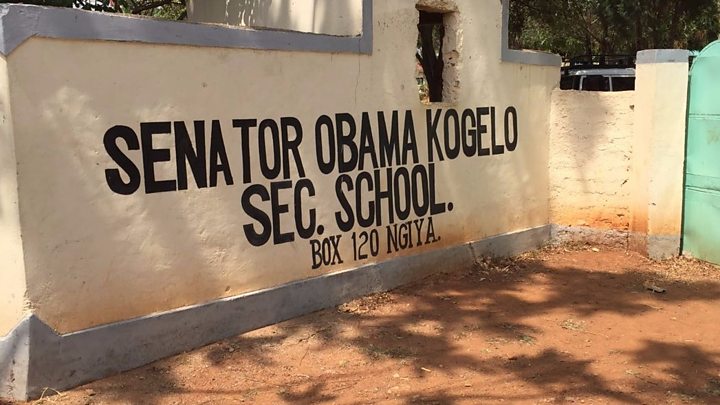 SENATOR OBAMA KOGELO
SEC. SCHOOL.
BOX 120 NGIYA.